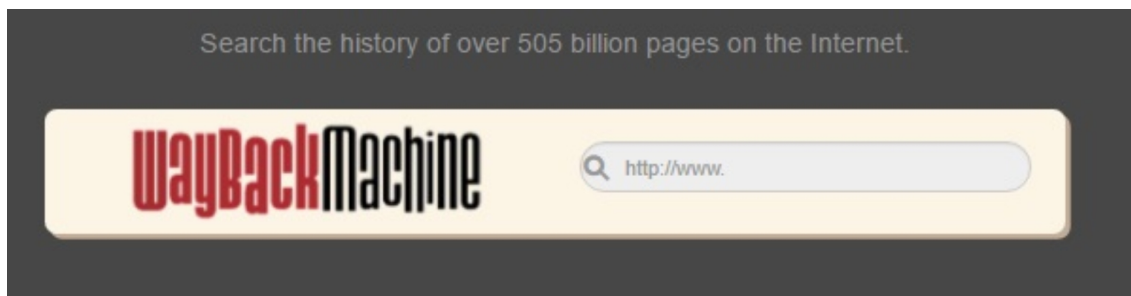 Search the history of over 505 billion pages on the Internet.
WayBackMachine
http://www.